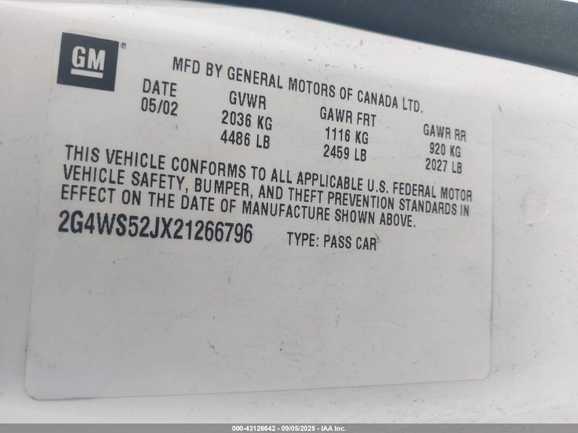 GM®
MFD BY GENERAL MOTORS OF CANADA LTD.
DATE GVWR GAWR FRT GAWR RR
05/02 2036 KG 1116 KG 920 KG
4486 LB 2459 LB 2027 LB
THIS VEHICLE CONFORMS TO ALL APPLICABLE U.S. FEDERAL MOTOR
VEHICLE SAFETY, BUMPER, AND THEFT PREVENTION STANDARDS IN
EFFECT ON THE DATE OF MANUFACTURE SHOWN ABOVE.
2G4WS52JX21266796 TYPE: PASS CAR
000-43126642 - 09/05/2025 - IAA Inc.